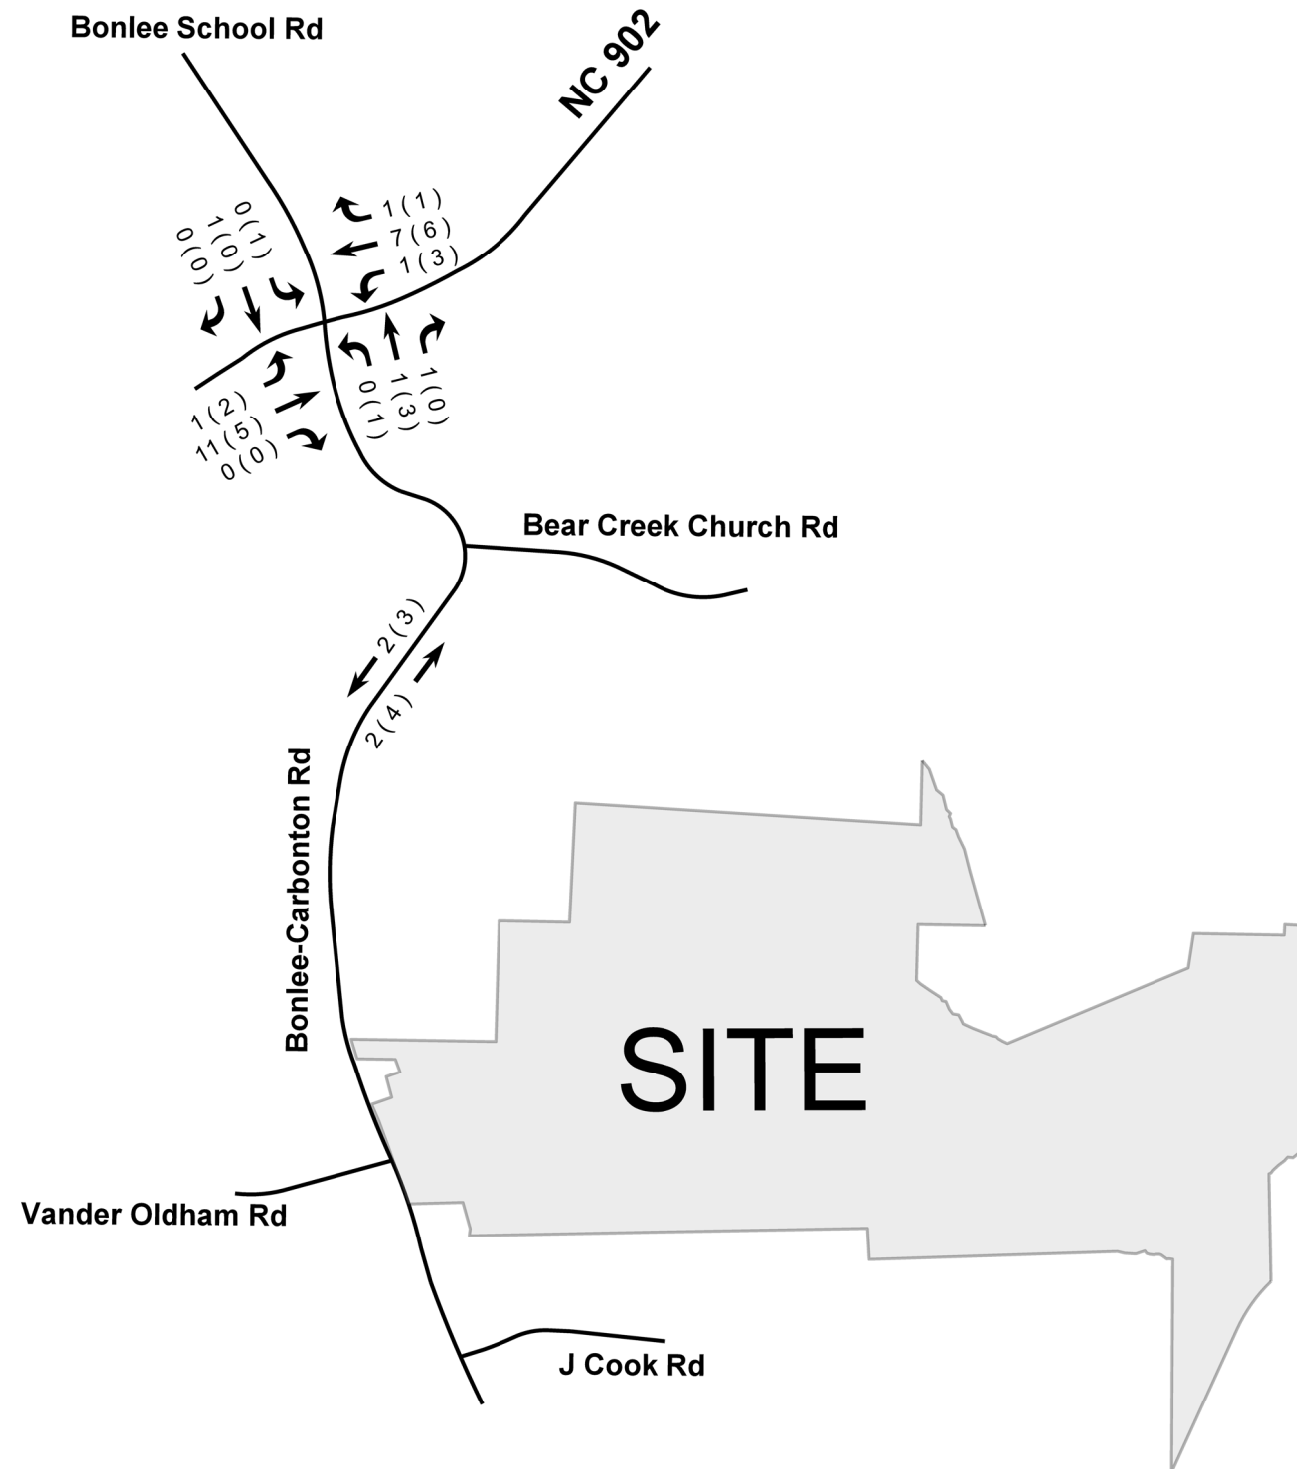 Bonlee School Rd
NC 902
0(1)
1(0)
0(0)
1(1)
7(6)
1(3)
1(2)
11(5)
0(0)
0(1)
1(3)
1(0)
Bear Creek Church Rd
2(3)
2(4)
Bonlee-Carbonton Rd
SITE
Vander Oldham Rd
J Cook Rd